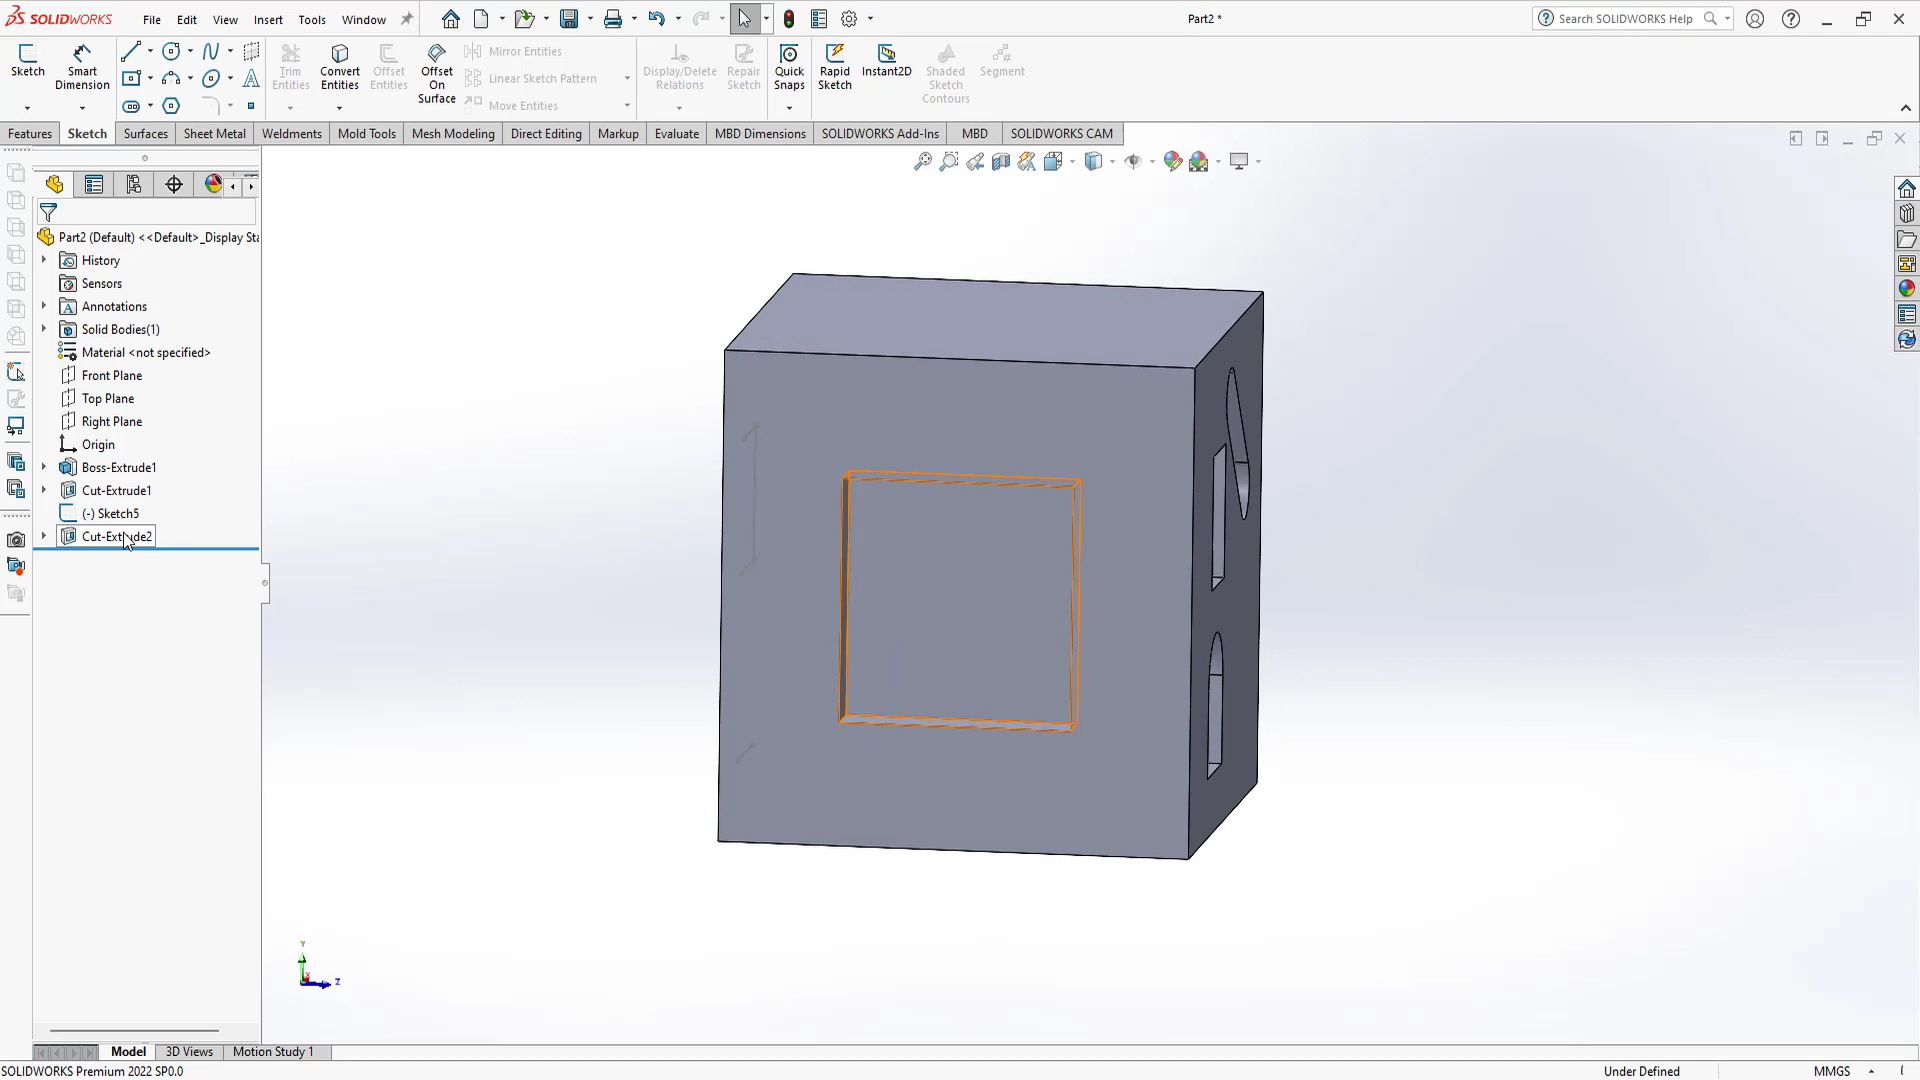 SOLIDWORKS File Edit View Insert Tools Window Part2 * Search SOLIDWORKS Help
Sketch
Smart Dimension
Trim Entities
Convert Entities
Offset Entities
Offset On Surface
Mirror Entities
Linear Sketch Pattern
Move Entities
Display/Delete Relations
Repair Sketch
Quick Snaps
Rapid Sketch
Instant2D
Shaded Sketch Contours
Segment
Features Sketch Surfaces Sheet Metal Weldments Mold Tools Mesh Modeling Direct Editing Markup Evaluate MBD Dimensions SOLIDWORKS Add-Ins MBD SOLIDWORKS CAM
Part2 (Default) <<Default>_Display Sta
History
Sensors
Annotations
Solid Bodies(1)
Material <not specified>
Front Plane
Top Plane
Right Plane
Origin
Boss-Extrude1
Cut-Extrude1
(-) Sketch5
Cut-Extrude2
Y
Z
Model 3D Views Motion Study 1
SOLIDWORKS Premium 2022 SP0.0 Under Defined MMGS